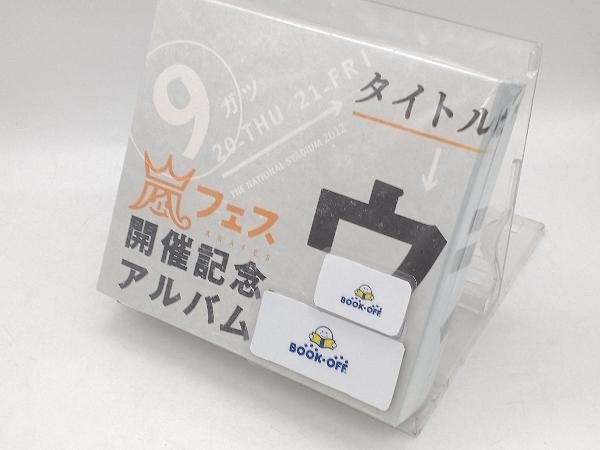 9
ガツ
20.THU 21.FRI
THE NATIONAL STADIUM 2012
タイトルは
↓
ウ
嵐フェス
ARAFES
開催記念
アルバム
BOOK・OFF
BOOK・OFF